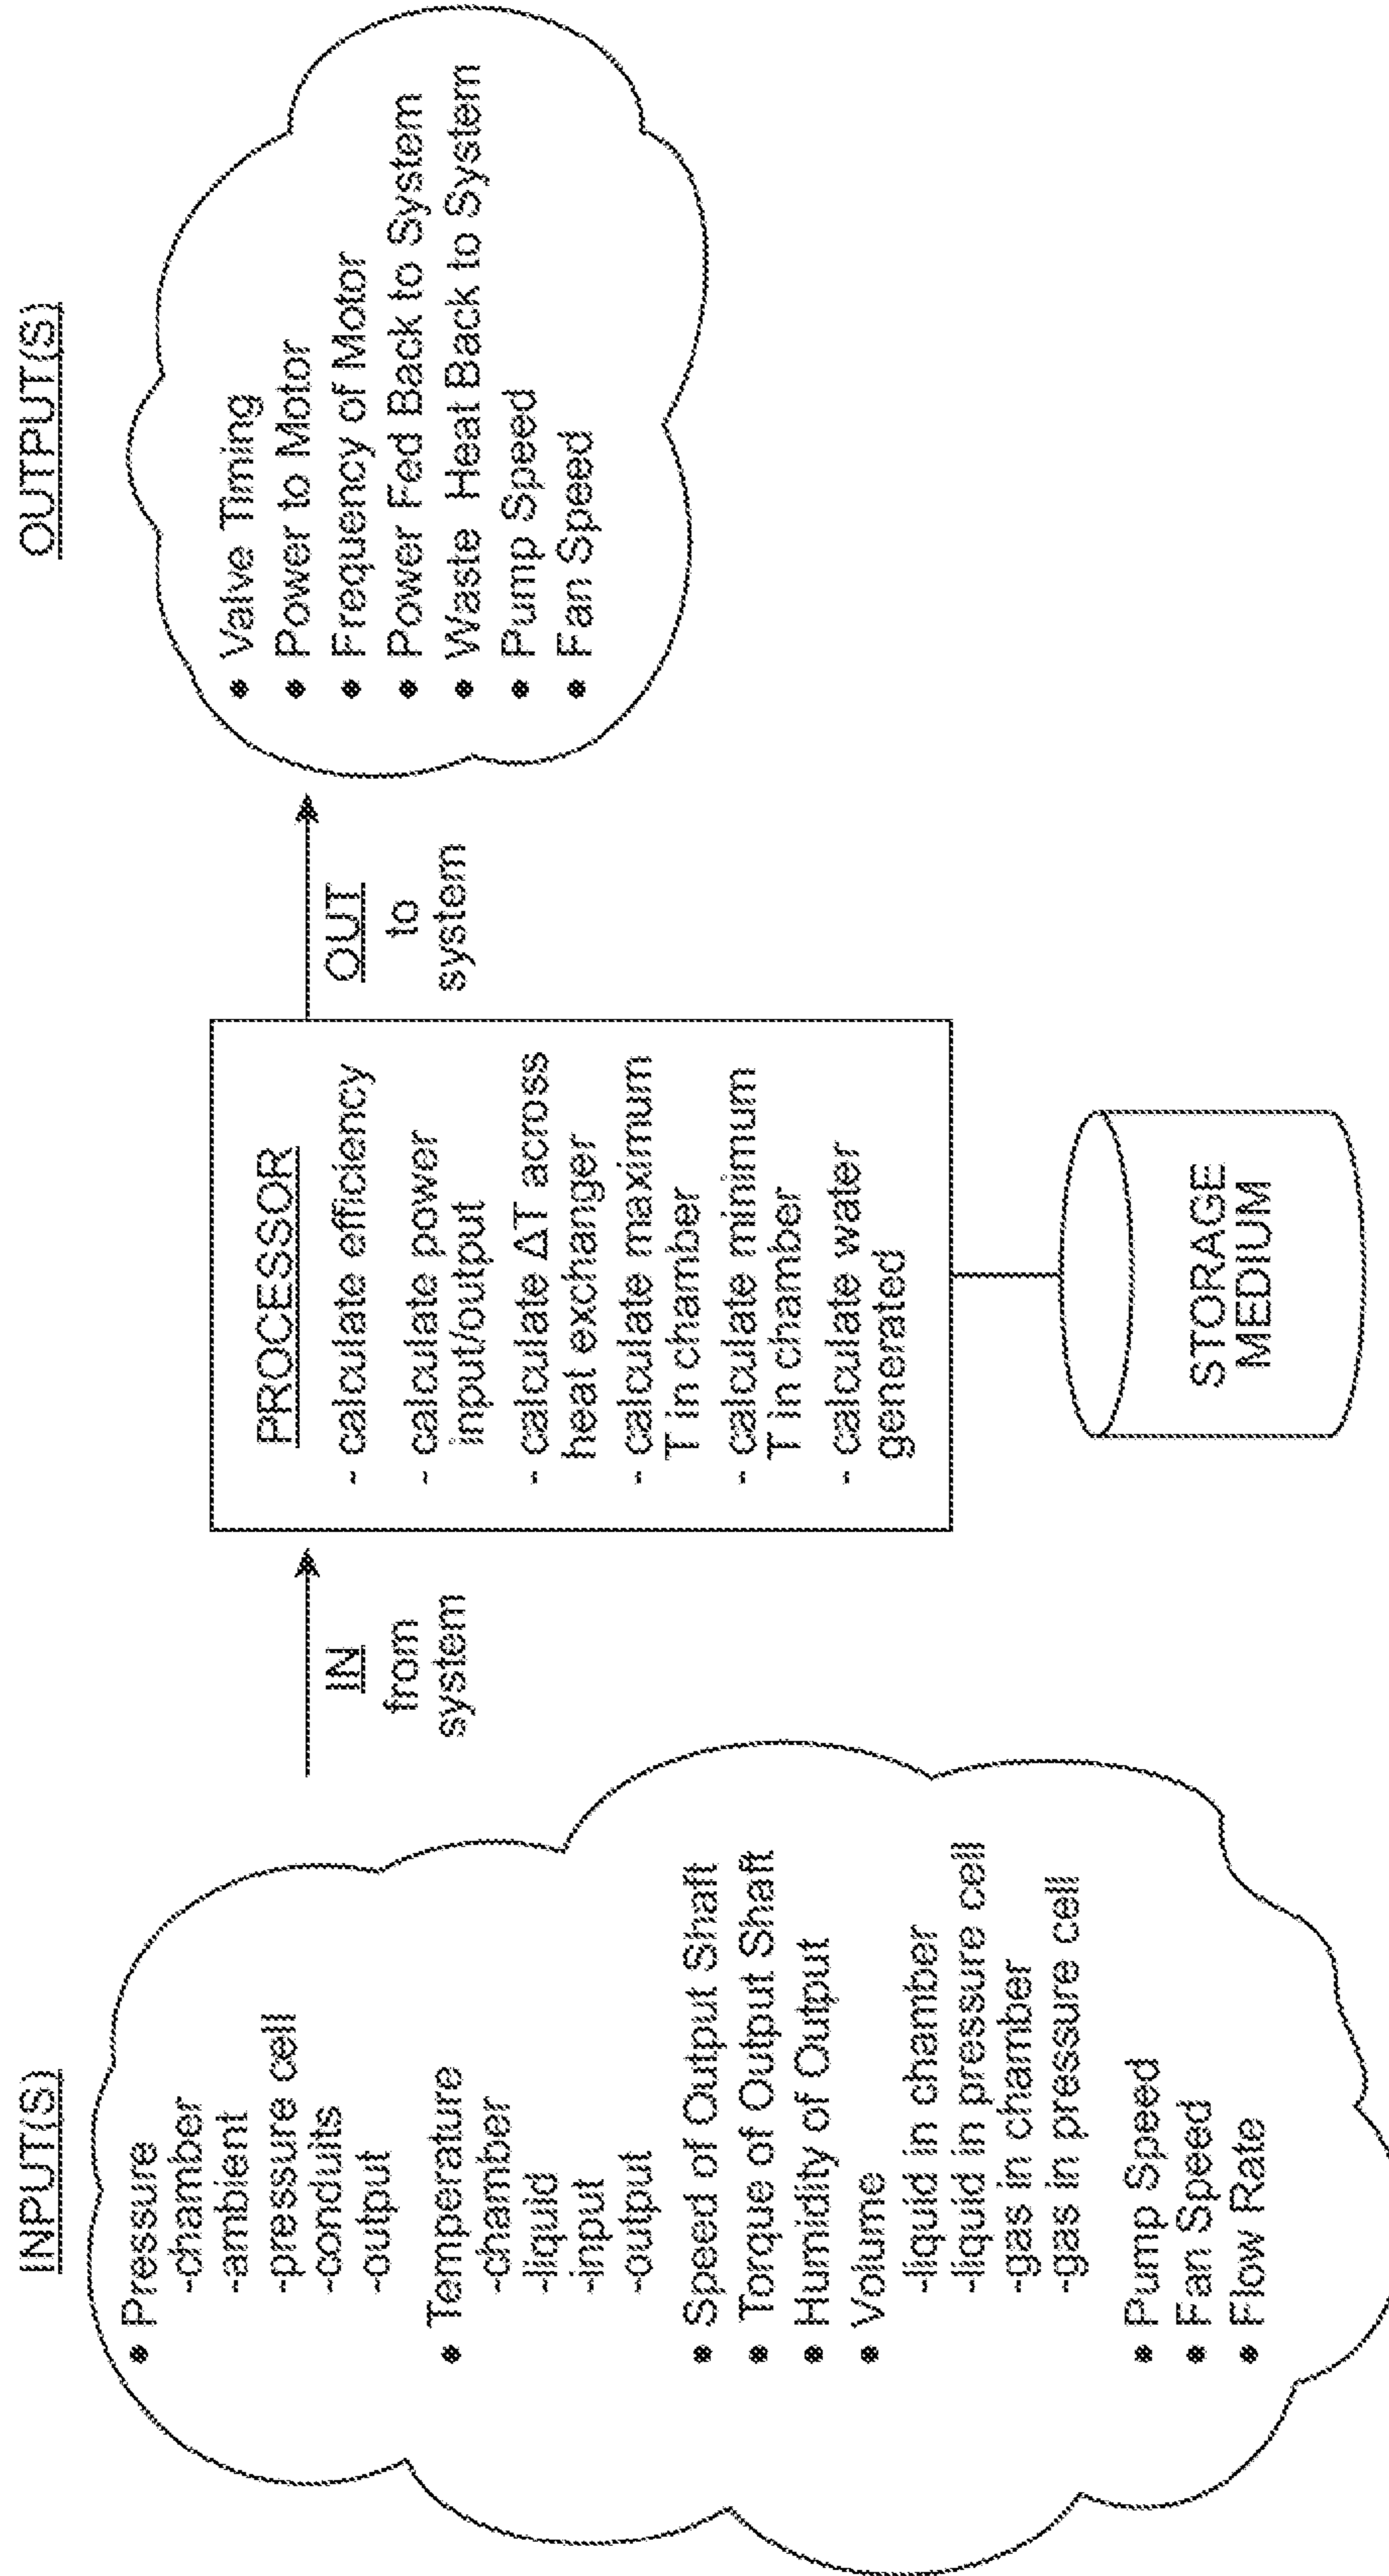 INPUT(S)
• Pressure
-chamber
-ambient
-pressure cell
-conduits
-output
• Temperature
-chamber
-liquid
-input
-output
• Speed of Output Shaft
• Torque of Output Shaft
• Humidity of Output
• Volume
-liquid in chamber
-liquid in pressure cell
-gas in chamber
-gas in pressure cell
• Pump Speed
• Fan Speed
• Flow Rate
IN
from
system
PROCESSOR
- calculate efficiency
- calculate power
input/output
- calculate ΔT across
heat exchanger
- calculate maximum
T in chamber
- calculate minimum
T in chamber
- calculate water
generated
STORAGE
MEDIUM
OUT
to
system
OUTPUT(S)
• Valve Timing
• Power to Motor
• Frequency of Motor
• Power Fed Back to System
• Waste Heat Back to System
• Pump Speed
• Fan Speed